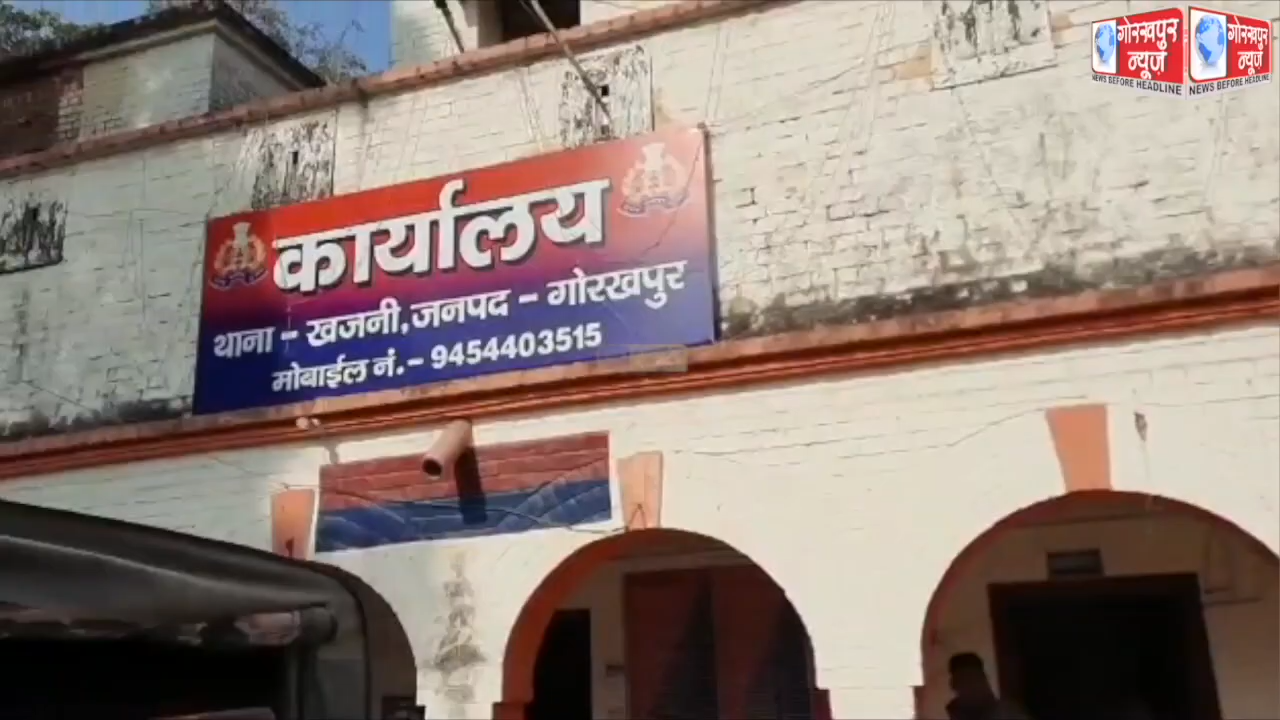 कार्यालय
थाना - खजनी, जनपद - गोरखपुर
मोबाईल नं.- 9454403515
गोरखपुर
न्यूज़
NEWS BEFORE HEADLINE
गोरखपुर
न्यूज़
NEWS BEFORE HEADLINE